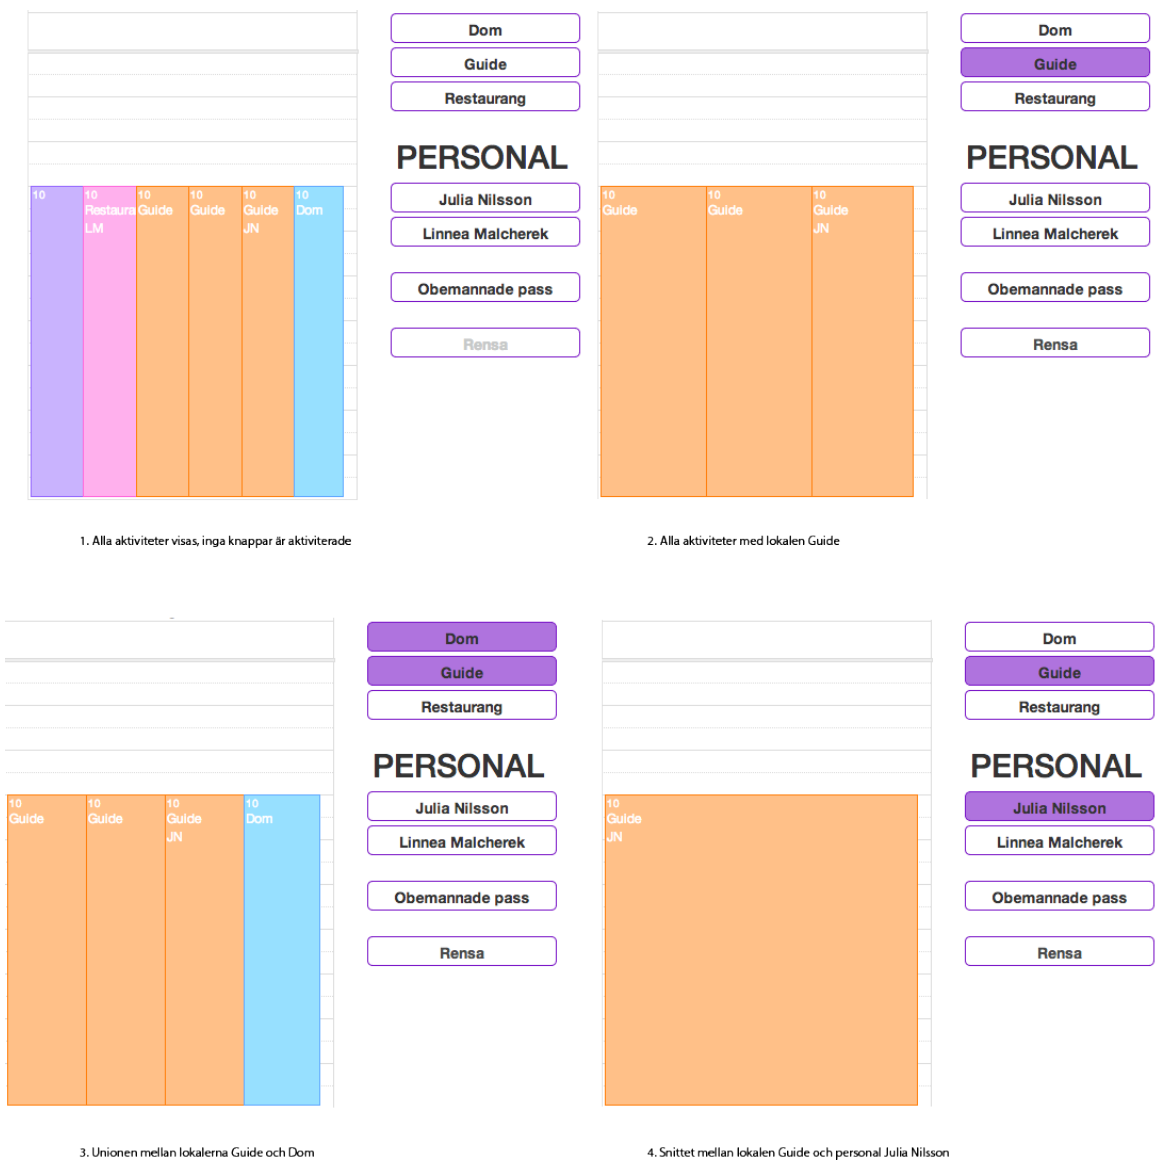 Dom
Guide
Restaurang
PERSONAL
Julia Nilsson
Linnea Malcherek
Obemannade pass
Rensa
10
10
Restaura
LM
10
Guide
10
Guide
10
Guide
JN
10
Dom
1. Alla aktiviteter visas, inga knappar är aktiviterade
Dom
Guide
Restaurang
PERSONAL
Julia Nilsson
Linnea Malcherek
Obemannade pass
Rensa
10
Guide
10
Guide
10
Guide
JN
2. Alla aktiviteter med lokalen Guide
Dom
Guide
Restaurang
PERSONAL
Julia Nilsson
Linnea Malcherek
Obemannade pass
Rensa
10
Guide
10
Guide
10
Guide
JN
10
Dom
3. Unionen mellan lokalerna Guide och Dom
Dom
Guide
Restaurang
PERSONAL
Julia Nilsson
Linnea Malcherek
Obemannade pass
Rensa
10
Guide
JN
4. Snittet mellan lokalen Guide och personal Julia Nilsson